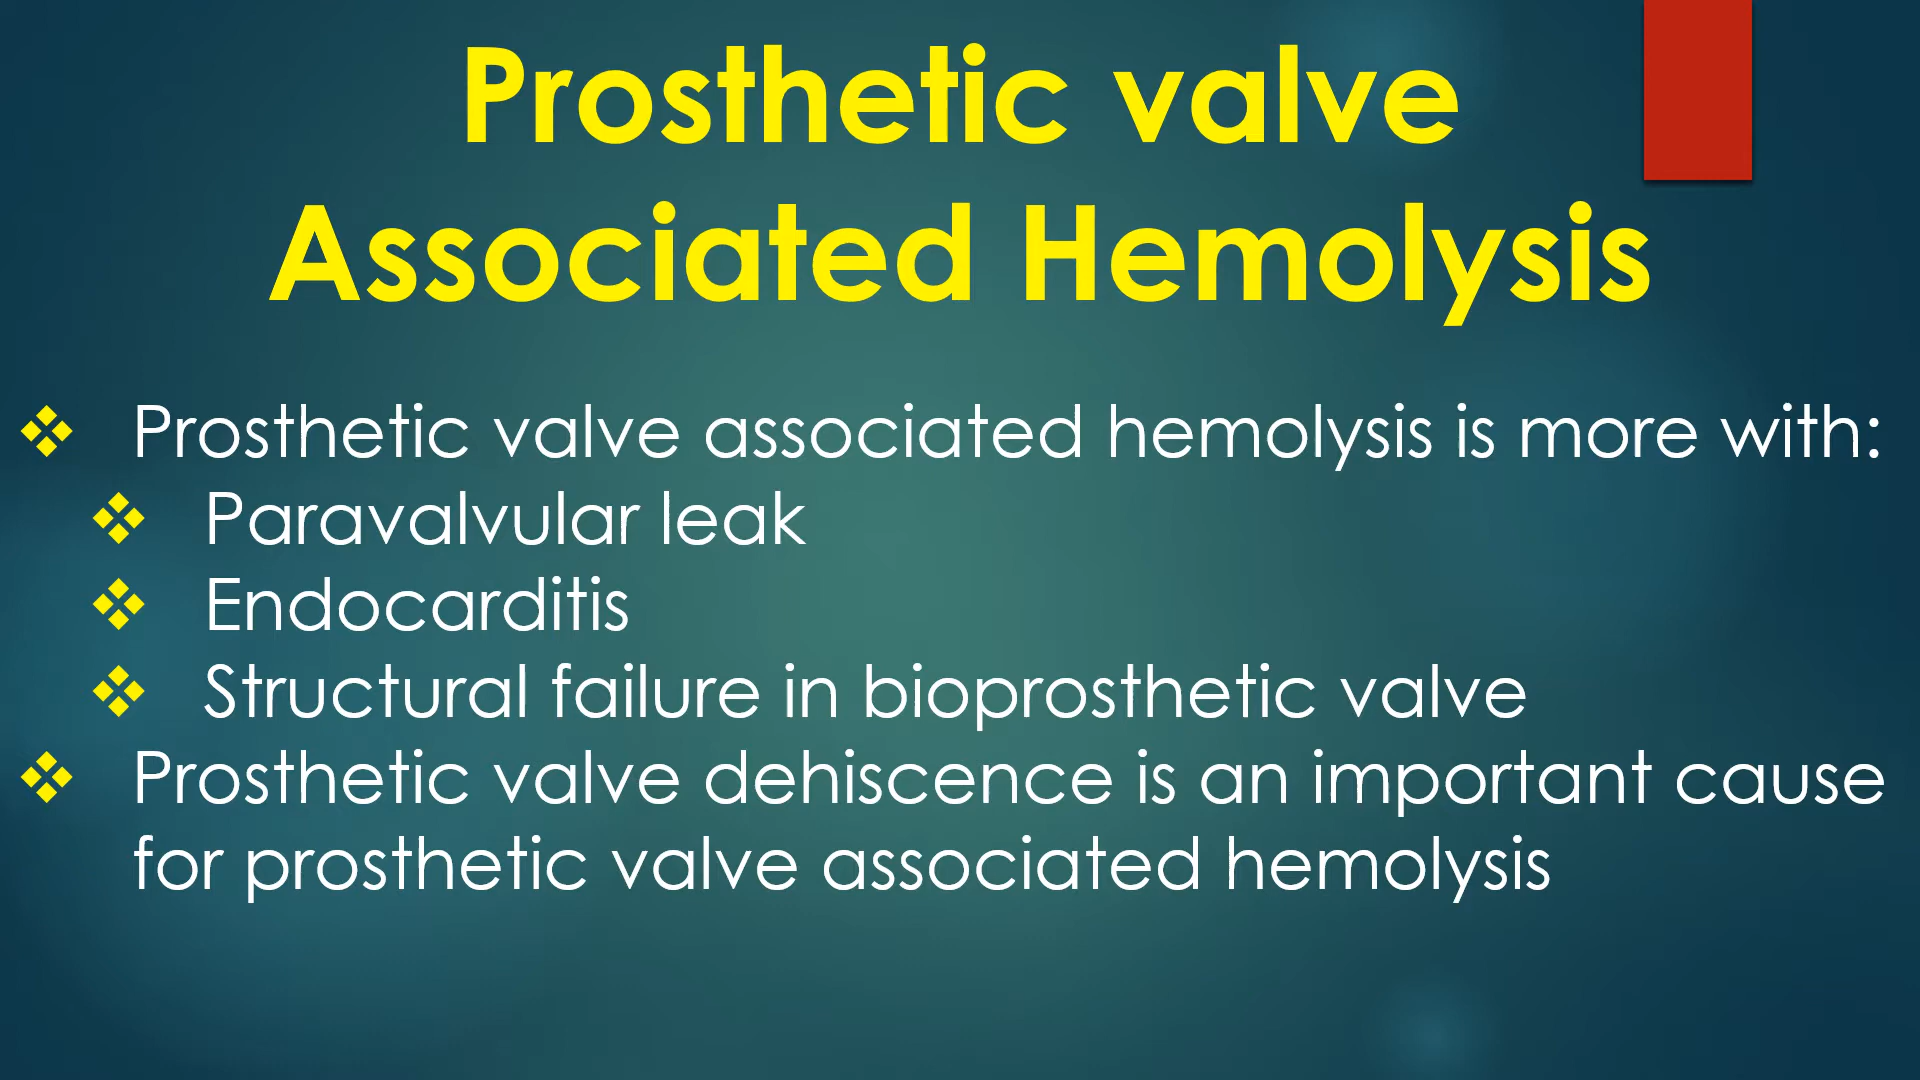 Prosthetic valve
Associated Hemolysis
❖ Prosthetic valve associated hemolysis is more with:
❖ Paravalvular leak
❖ Endocarditis
❖ Structural failure in bioprosthetic valve
❖ Prosthetic valve dehiscence is an important cause
for prosthetic valve associated hemolysis